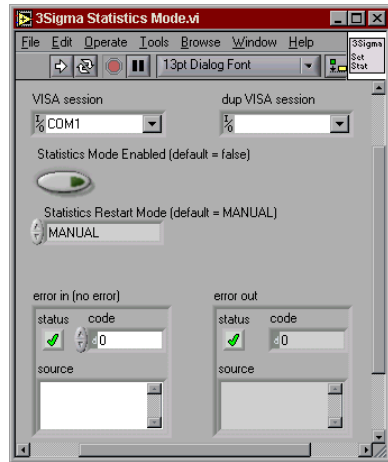 3Sigma Statistics Mode.vi
File Edit Operate Tools Browse Window Help
13pt Dialog Font
3Sigma
Set
Stat
VISA session dup VISA session
I/O COM1 I/O
Statistics Mode Enabled (default = false)
Statistics Restart Mode (default = MANUAL)
MANUAL
error in (no error) error out
status code status code
d 0 d 0
source source